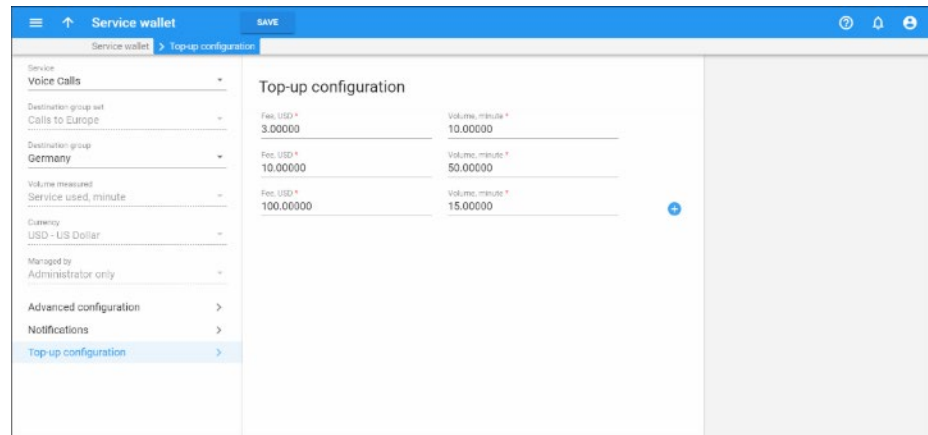 Service wallet SAVE
Service wallet > Top-up configuration
Service
Voice Calls
Destination group set
Calls to Europe
Destination group
Germany
Volume measured
Service used, minute
Currency
USD - US Dollar
Managed by
Administrator only
Advanced configuration >
Notifications >
Top-up configuration >
Top-up configuration
Fee, USD * Volume, minute *
3.00000 10.00000
Fee, USD * Volume, minute *
10.00000 50.00000
Fee, USD * Volume, minute *
100.00000 15.00000